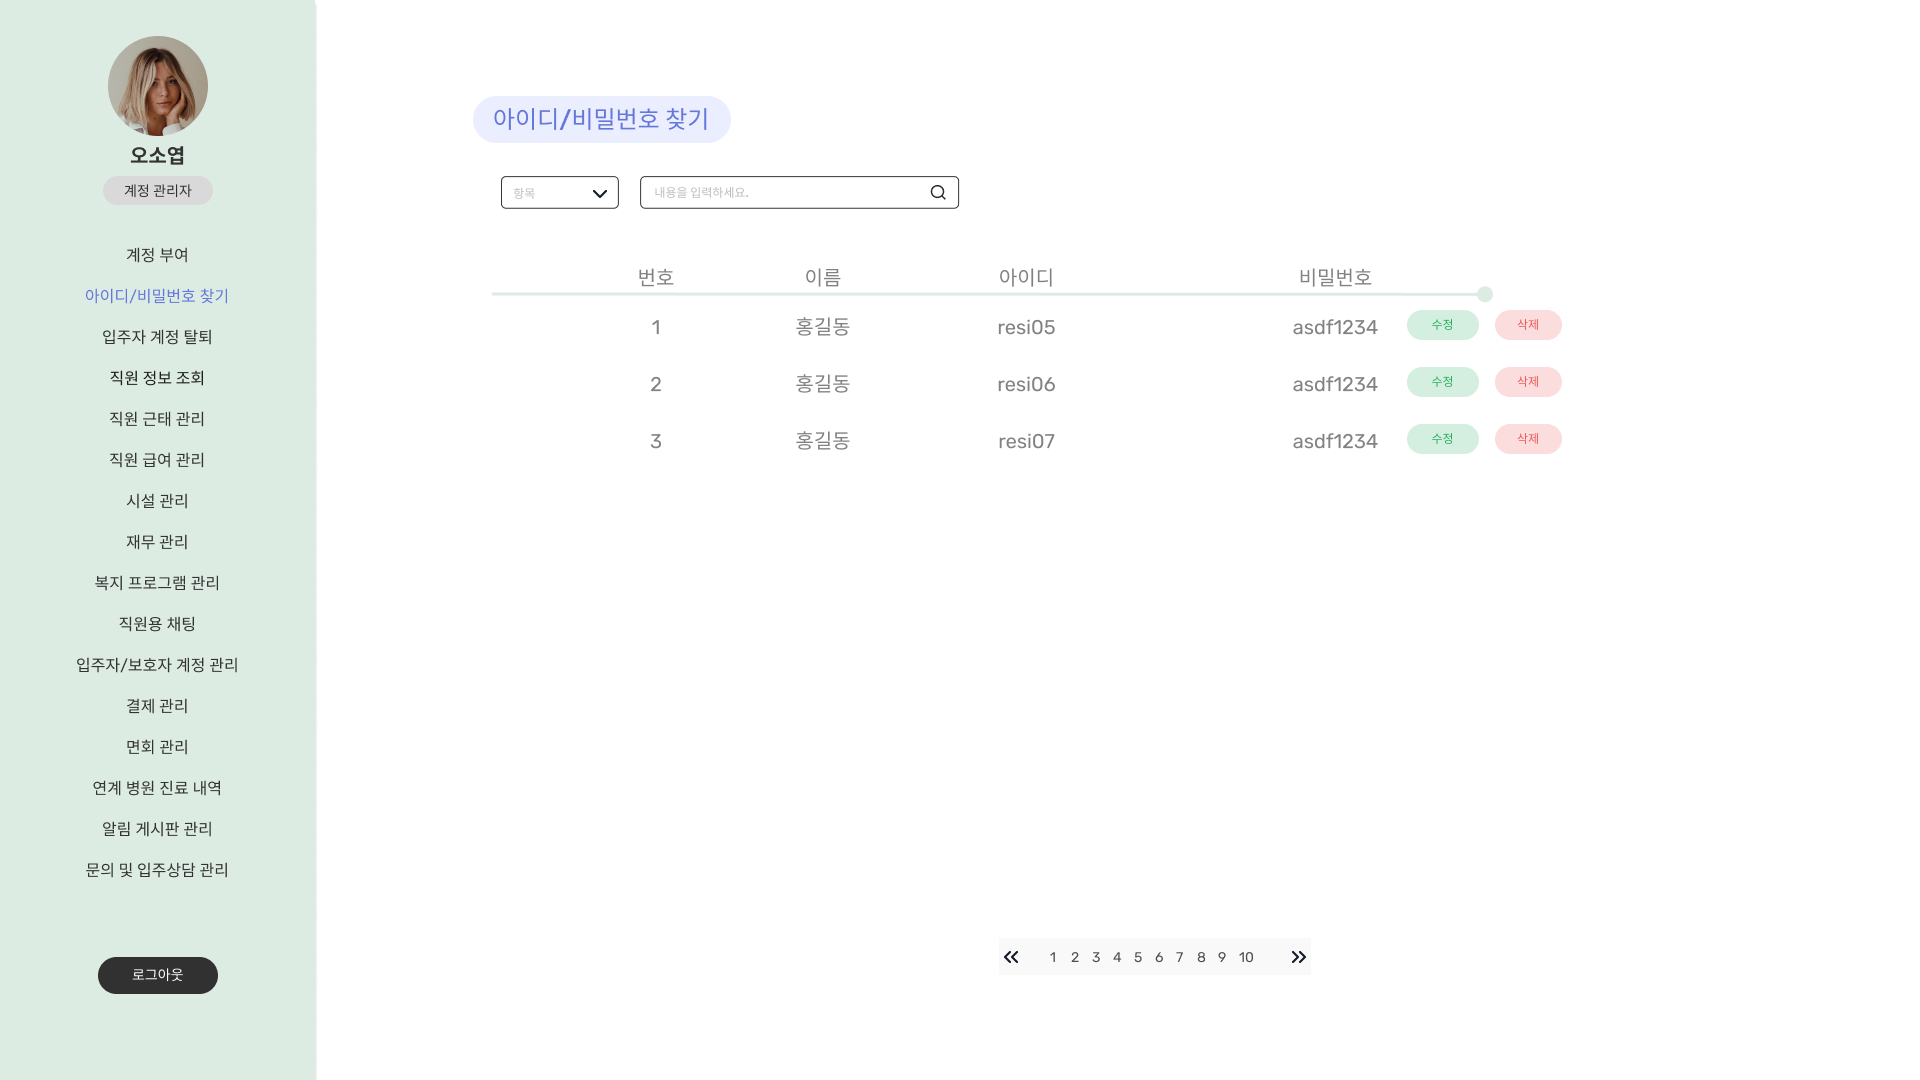 오소엽
계정 관리자
계정 부여
아이디/비밀번호 찾기
입주자 계정 탈퇴
직원 정보 조회
직원 근태 관리
직원 급여 관리
시설 관리
재무 관리
복지 프로그램 관리
직원용 채팅
입주자/보호자 계정 관리
결제 관리
면회 관리
연계 병원 진료 내역
알림 게시판 관리
문의 및 입주상담 관리
로그아웃
아이디/비밀번호 찾기
항목 내용을 입력하세요.
번호 이름 아이디 비밀번호
1 홍길동 resi05 asdf1234 수정 삭제
2 홍길동 resi06 asdf1234 수정 삭제
3 홍길동 resi07 asdf1234 수정 삭제
1 2 3 4 5 6 7 8 9 10